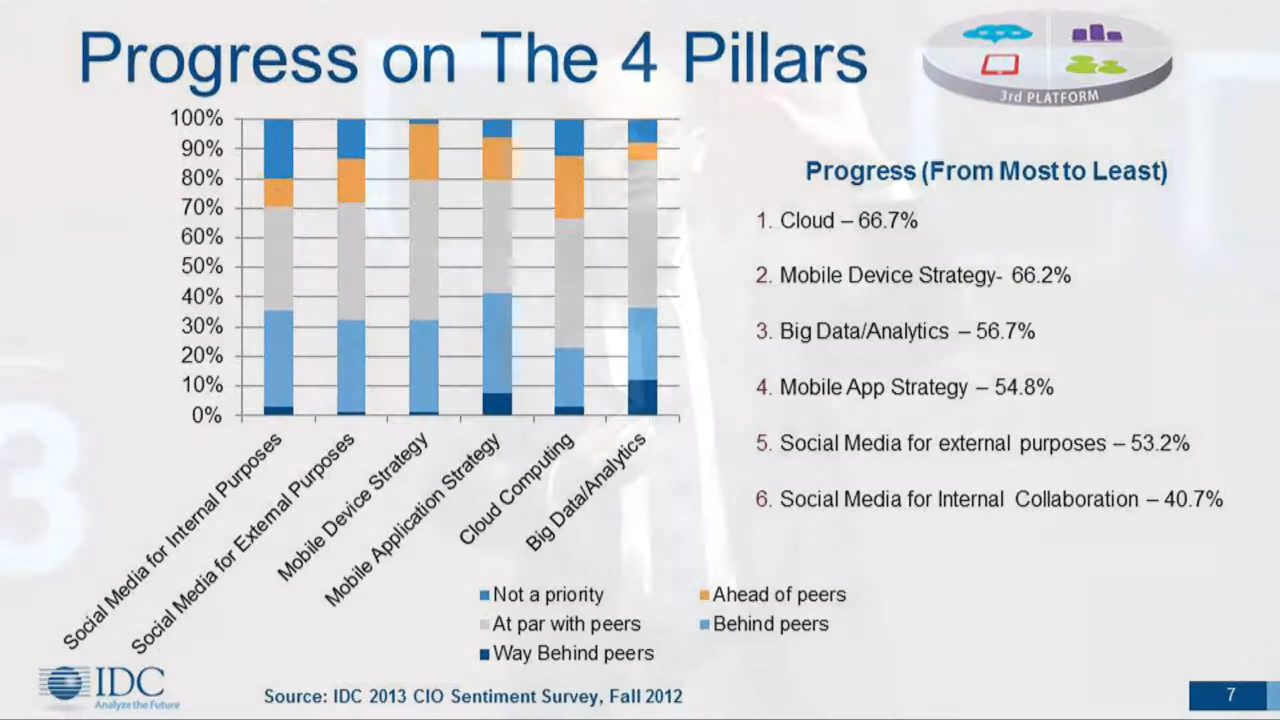 Progress on The 4 Pillars
3rd PLATFORM
100%
90%
80%
70%
60%
50%
40%
30%
20%
10%
0%
Social Media for Internal Purposes
Social Media for External Purposes
Mobile Device Strategy
Mobile Application Strategy
Cloud Computing
Big Data/Analytics
Not a priority
Ahead of peers
At par with peers
Behind peers
Way Behind peers
Progress (From Most to Least)
1. Cloud – 66.7%
2. Mobile Device Strategy- 66.2%
3. Big Data/Analytics – 56.7%
4. Mobile App Strategy – 54.8%
5. Social Media for external purposes – 53.2%
6. Social Media for Internal Collaboration – 40.7%
IDC
Analyze the Future
Source: IDC 2013 CIO Sentiment Survey, Fall 2012
7
3